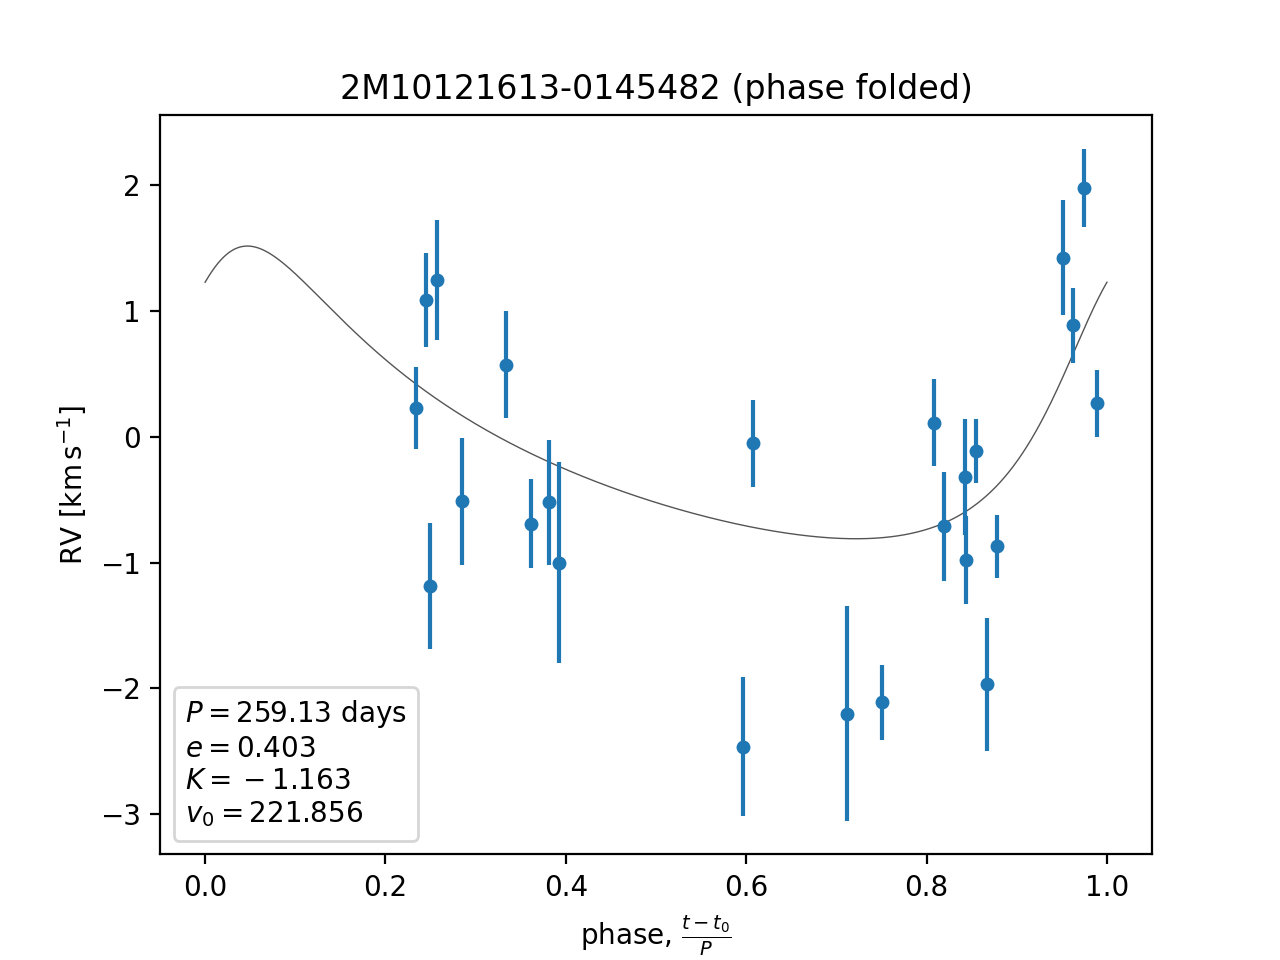 2M10121613-0145482 (phase folded)
2
1
0
−1
−2
−3
RV [km s⁻¹]
P = 259.13 days
e = 0.403
K = −1.163
v₀ = 221.856
0.0 0.2 0.4 0.6 0.8 1.0
phase, (t − t₀)/P